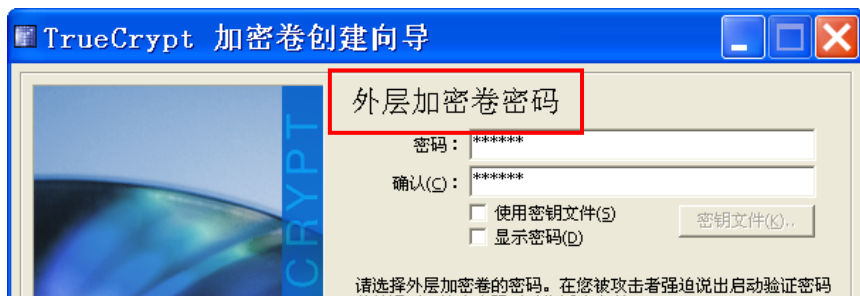 TrueCrypt 加密卷创建向导
外层加密卷密码
密码： ******
确认(C)： ******
使用密钥文件(S)
密钥文件(K)..
显示密码(D)
请选择外层加密卷的密码。在您被攻击者强迫说出启动验证密码
CRYPT